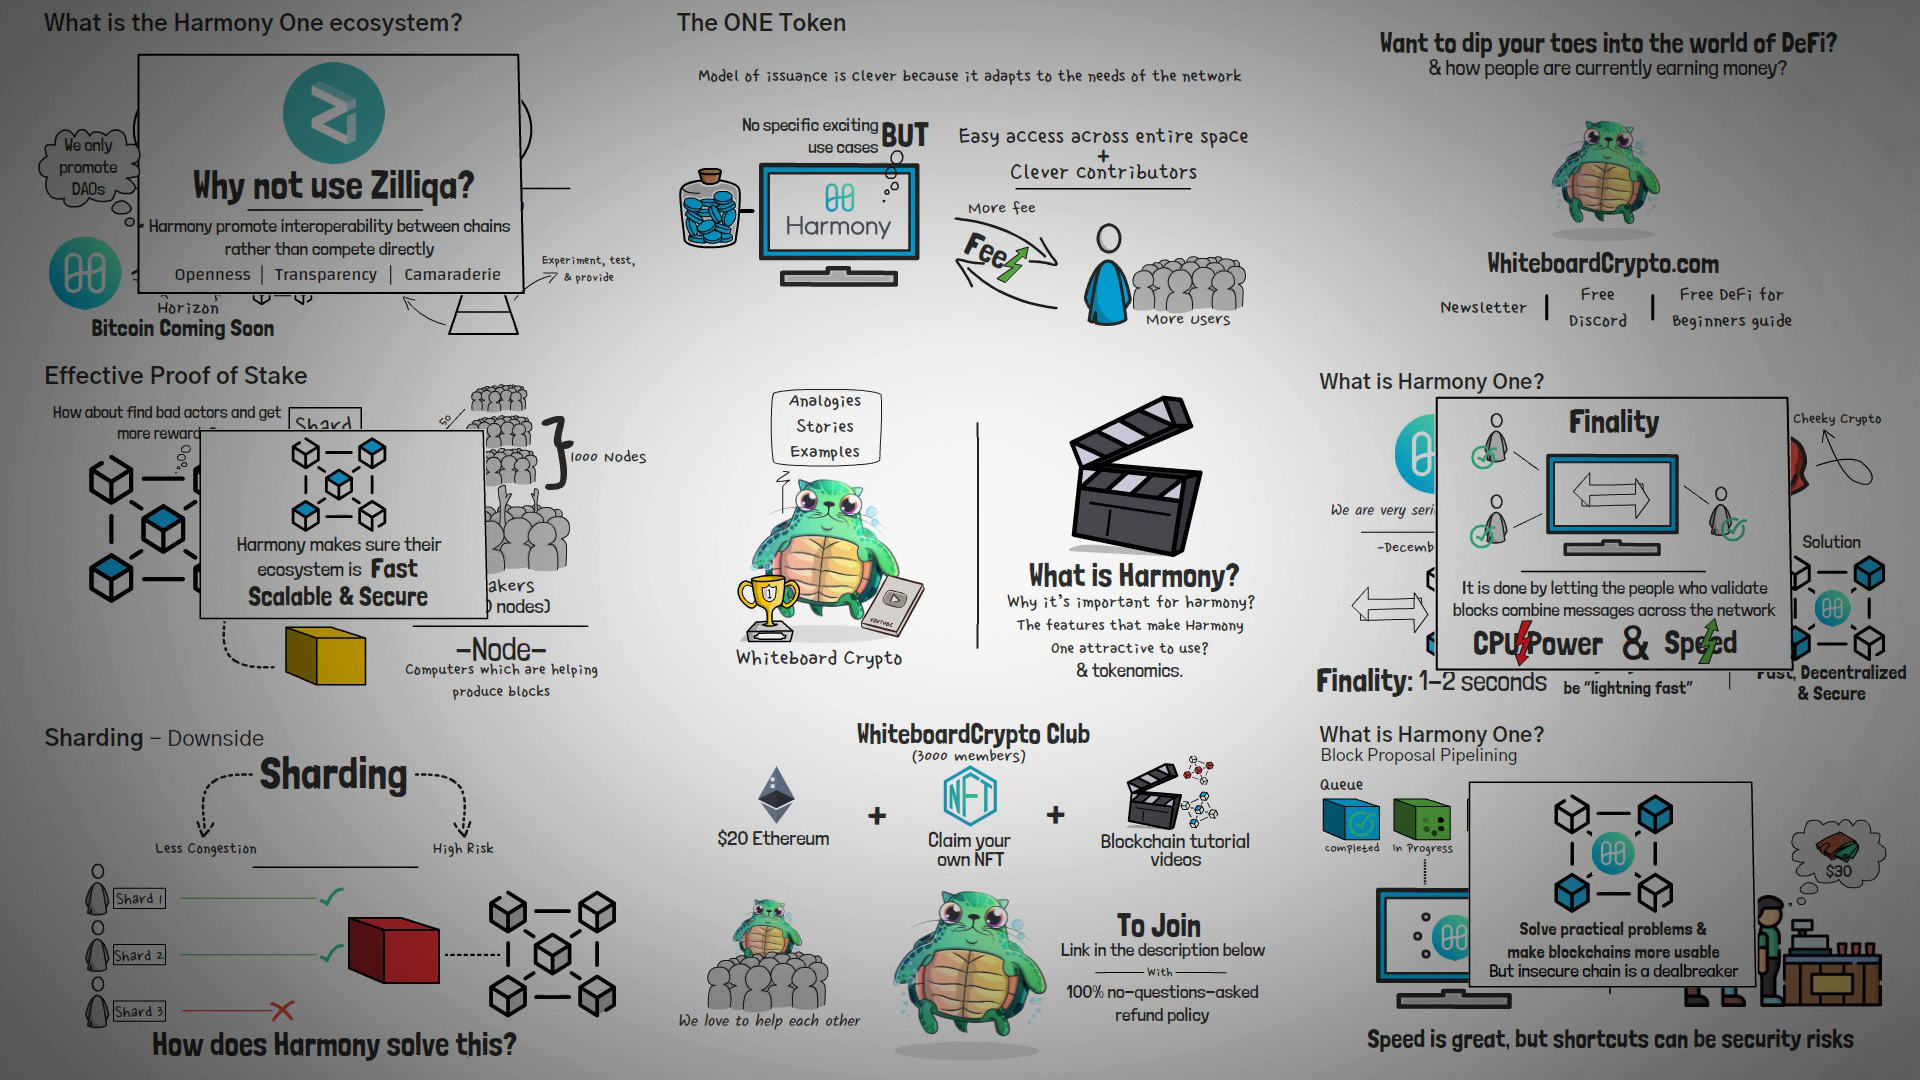 What is the Harmony One ecosystem?
We only
promote
DAOs
Why not use Zilliqa?
Harmony promote interoperability between chains
rather than compete directly
Openness | Transparency | Camaraderie
Horizon
Bitcoin Coming Soon
Experiment, test,
& provide
The ONE Token
Model of issuance is clever because it adapts to the needs of the network
No specific exciting
use cases BUT
Harmony
Easy access across entire space
+
Clever contributors
More fee
Fee
More users
Want to dip your toes into the world of DeFi?
& how people are currently earning money?
WhiteboardCrypto.com
Newsletter | Free Discord | Free DeFi for Beginners guide
Effective Proof of Stake
How about find bad actors and get
more reward
Shard
50
1000 Nodes
Harmony makes sure their
ecosystem is Fast
Scalable & Secure
akers
nodes)
-Node-
Computers which are helping
produce blocks
Analogies
Stories
Examples
1
YOUTUBE
Whiteboard Crypto
What is Harmony?
Why it's important for harmony?
The features that make Harmony
One attractive to use?
& tokenomics.
What is Harmony One?
We are very seri
-Decemb
Finality
It is done by letting the people who validate
blocks combine messages across the network
CPU Power & Speed
Cheeky Crypto
Solution
Finality: 1-2 seconds
be "lightning fast"
Fast, Decentralized
& Secure
Sharding - Downside
Sharding
Less Congestion
High Risk
Shard 1
Shard 2
Shard 3
How does Harmony solve this?
WhiteboardCrypto Club
(3000 members)
$20 Ethereum
+
NFT
Claim your
own NFT
+
Blockchain tutorial
videos
We love to help each other
To Join
Link in the description below
With
100% no-questions-asked
refund policy
What is Harmony One?
Block Proposal Pipelining
Queue
completed
In Progress
Solve practical problems &
make blockchains more usable
But insecure chain is a dealbreaker
$30
Speed is great, but shortcuts can be security risks